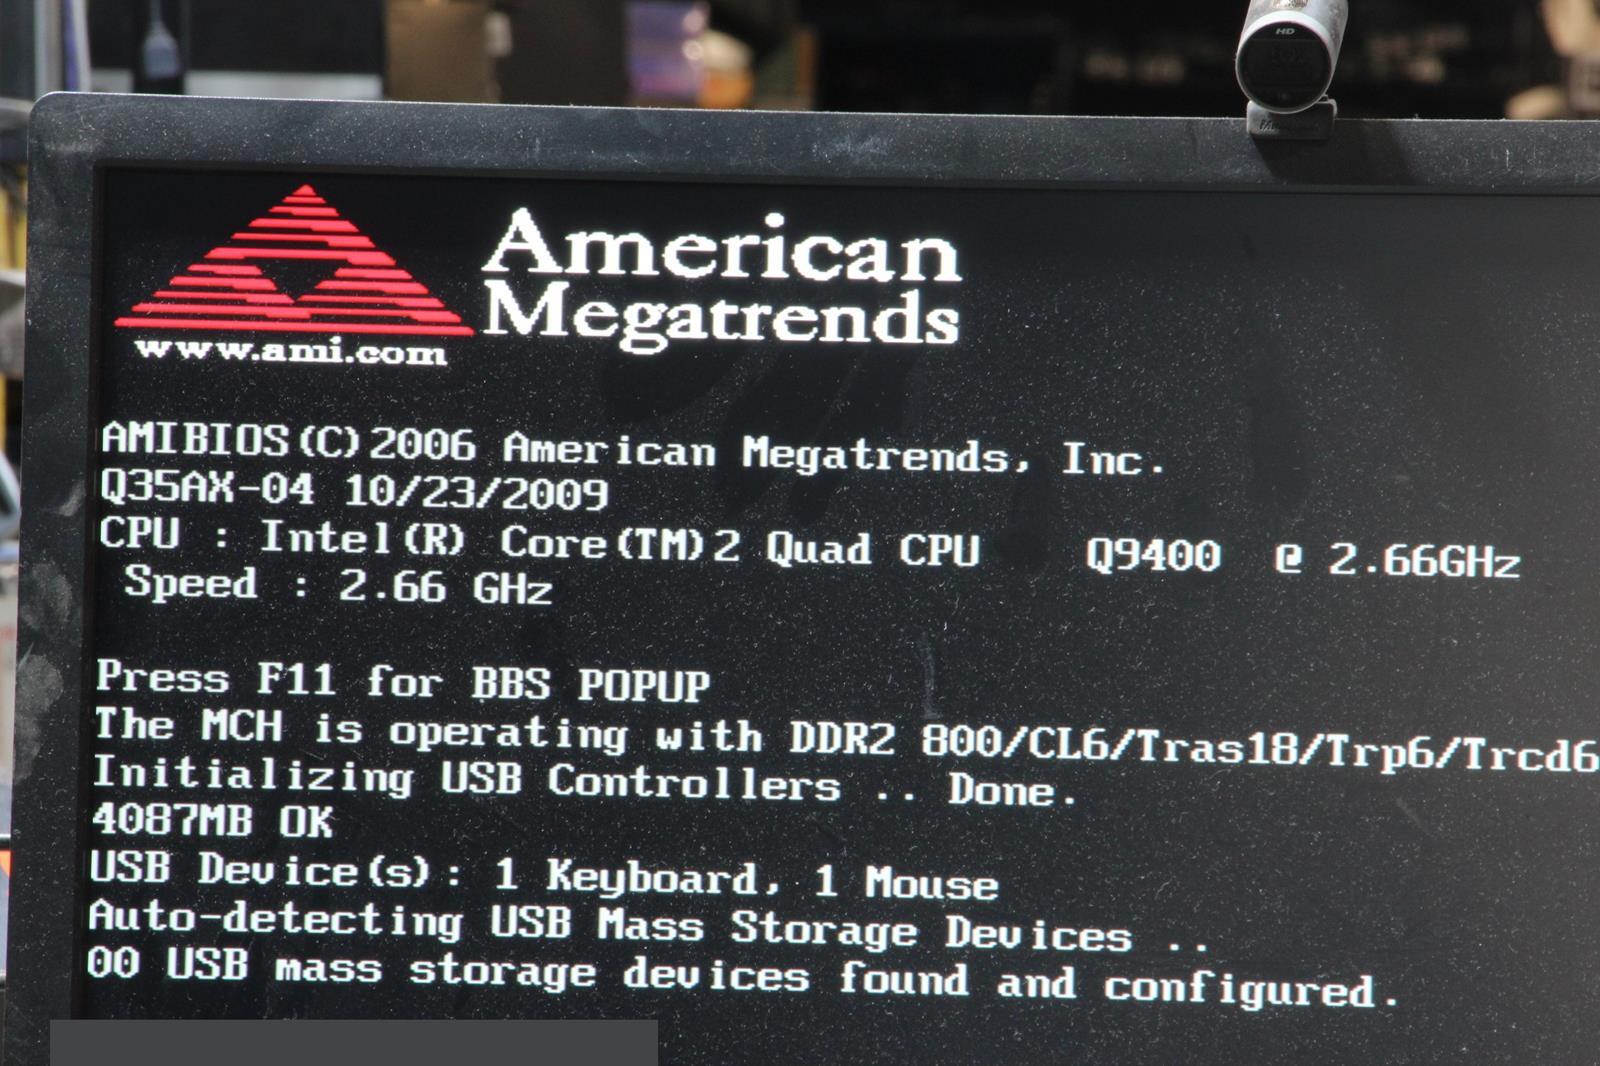 HD
American
Megatrends
www.ami.com
AMIBIOS(C)2006 American Megatrends, Inc.
Q35AX-04 10/23/2009
CPU : Intel(R) Core(TM)2 Quad CPU    Q9400  @ 2.66GHz
Speed : 2.66 GHz
Press F11 for BBS POPUP
The MCH is operating with DDR2 800/CL6/Tras18/Trp6/Trcd6
Initializing USB Controllers .. Done.
4087MB OK
USB Device(s): 1 Keyboard, 1 Mouse
Auto-detecting USB Mass Storage Devices ..
00 USB mass storage devices found and configured.